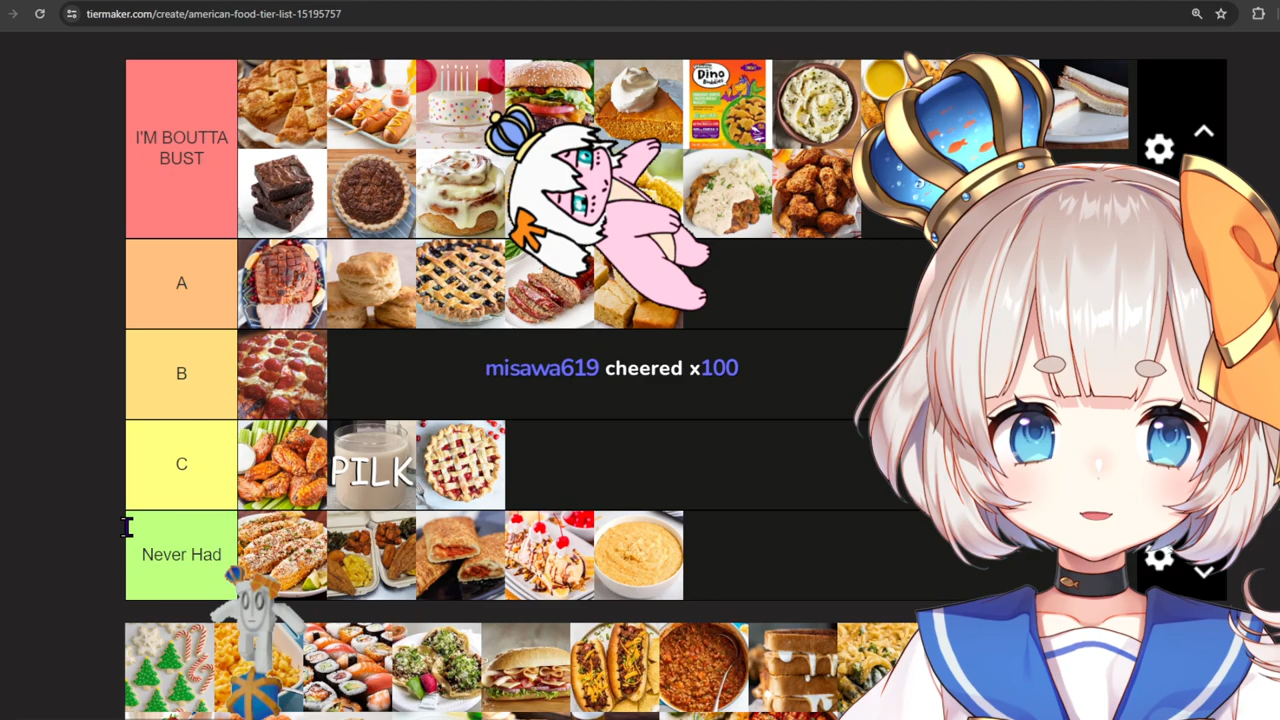 tiermaker.com/create/american-food-tier-list-15195757
I'M BOUTTA
BUST
Dino
Buddies
A
B
misawa619 cheered x100
C
PILK
Never Had